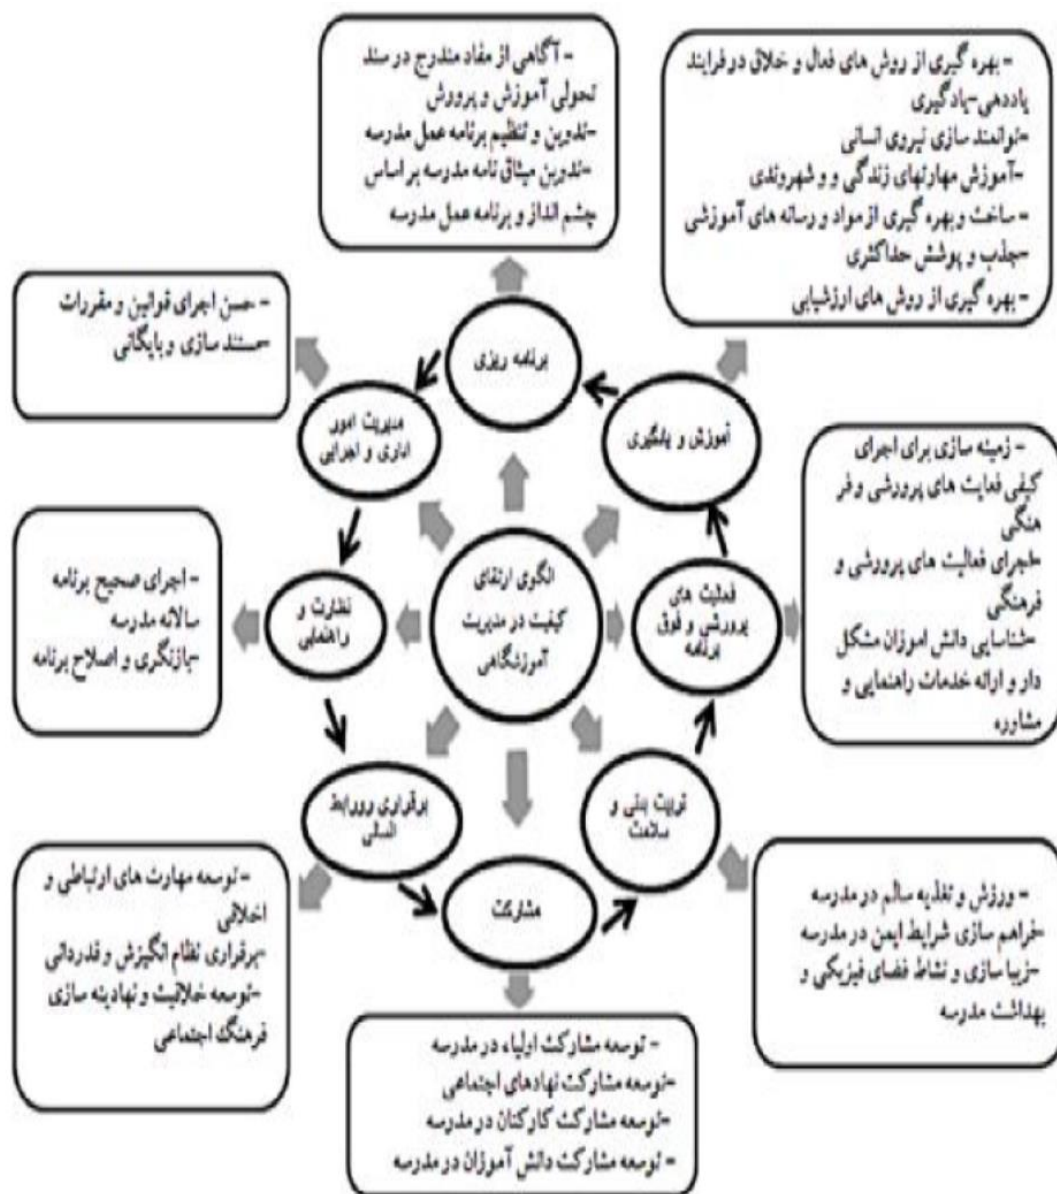 - آگاهی از مفاد مندرج در سند
تحولی آموزش و پرورش
-تدوین و تنظیم برنامه عمل مدرسه
-تدوین میثاق نامه مدرسه بر اساس
چشم انداز و برنامه عمل مدرسه
- بهره گیری از روش های فعال و خلاق درفرایند
یاددهی-یادگیری
-توانمند سازی نیروی انسانی
-آموزش مهارتهای زندگی و و شهروندی
- ساخت و بهره گیری از مواد و رسانه های آموزشی
-جذب و پوشش حداکثری
- بهره گیری از روش های ارزشیابی
- حسن اجرای قوانین و مقررات
-مستند سازی و بایگانی
برنامه ریزی
مدیریت امور
اداری و اجرایی
آموزش و یادگیری
- زمینه سازی برای اجرای
کیفی فعایت های پرورشی و فر
هنگی
-اجرای فعالیت های پرورشی و
فرهنگی
-شناسایی دانش اموزان مشکل
دار و ارائه خدمات راهنمایی و
مشاوره
- اجرای صحیح برنامه
سالانه مدرسه
-بازنگری و اصلاح برنامه
نظارت و
راهنمایی
الگوی ارتقای
کیفیت در مدیریت
آموزشگاهی
فعالیت های
پرورشی و فوق
برنامه
برقراری رورابط
انسانی
مشارکت
تربیت بدنی و
سلامت
- توسعه مهارت های ارتباطی و
اخلاقی
-برقراری نظام انگیزش و قدردانی
-توسعه خلاقیت و نهادینه سازی
فرهنگ اجتماعی
- ورزش و تغذیه سالم در مدرسه
-فراهم سازی شرایط ایمن در مدرسه
-زیبا سازی و نشاط فضای فیزیکی و
بهداشت مدرسه
- توسعه مشارکت اولیاء در مدرسه
-توسعه مشارکت نهادهای اجتماعی
-توسعه مشارکت کارکنان در مدرسه
- توسعه مشارکت دانش آموزان در مدرسه